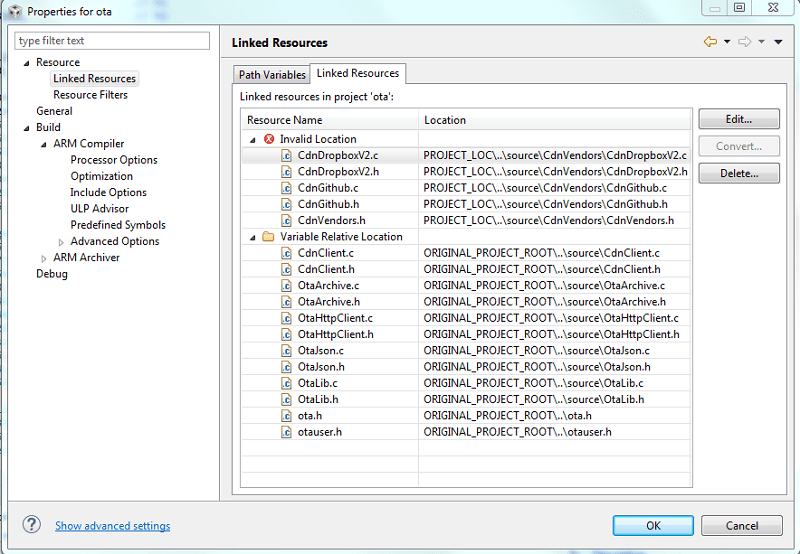 Properties for ota
type filter text
Resource
Linked Resources
Resource Filters
General
Build
ARM Compiler
Processor Options
Optimization
Include Options
ULP Advisor
Predefined Symbols
Advanced Options
ARM Archiver
Debug
Linked Resources
Path Variables Linked Resources
Linked resources in project 'ota':
Resource Name Location
Invalid Location
CdnDropboxV2.c PROJECT_LOC\..\source\CdnVendors\CdnDropboxV2.c
CdnDropboxV2.h PROJECT_LOC\..\source\CdnVendors\CdnDropboxV2.h
CdnGithub.c PROJECT_LOC\..\source\CdnVendors\CdnGithub.c
CdnGithub.h PROJECT_LOC\..\source\CdnVendors\CdnGithub.h
CdnVendors.h PROJECT_LOC\..\source\CdnVendors\CdnVendors.h
Variable Relative Location
CdnClient.c ORIGINAL_PROJECT_ROOT\..\source\CdnClient.c
CdnClient.h ORIGINAL_PROJECT_ROOT\..\source\CdnClient.h
OtaArchive.c ORIGINAL_PROJECT_ROOT\..\source\OtaArchive.c
OtaArchive.h ORIGINAL_PROJECT_ROOT\..\source\OtaArchive.h
OtaHttpClient.c ORIGINAL_PROJECT_ROOT\..\source\OtaHttpClient.c
OtaHttpClient.h ORIGINAL_PROJECT_ROOT\..\source\OtaHttpClient.h
OtaJson.c ORIGINAL_PROJECT_ROOT\..\source\OtaJson.c
OtaJson.h ORIGINAL_PROJECT_ROOT\..\source\OtaJson.h
OtaLib.c ORIGINAL_PROJECT_ROOT\..\source\OtaLib.c
OtaLib.h ORIGINAL_PROJECT_ROOT\..\source\OtaLib.h
ota.h ORIGINAL_PROJECT_ROOT\..\ota.h
otauser.h ORIGINAL_PROJECT_ROOT\..\otauser.h
Edit...
Convert...
Delete...
Show advanced settings
OK
Cancel